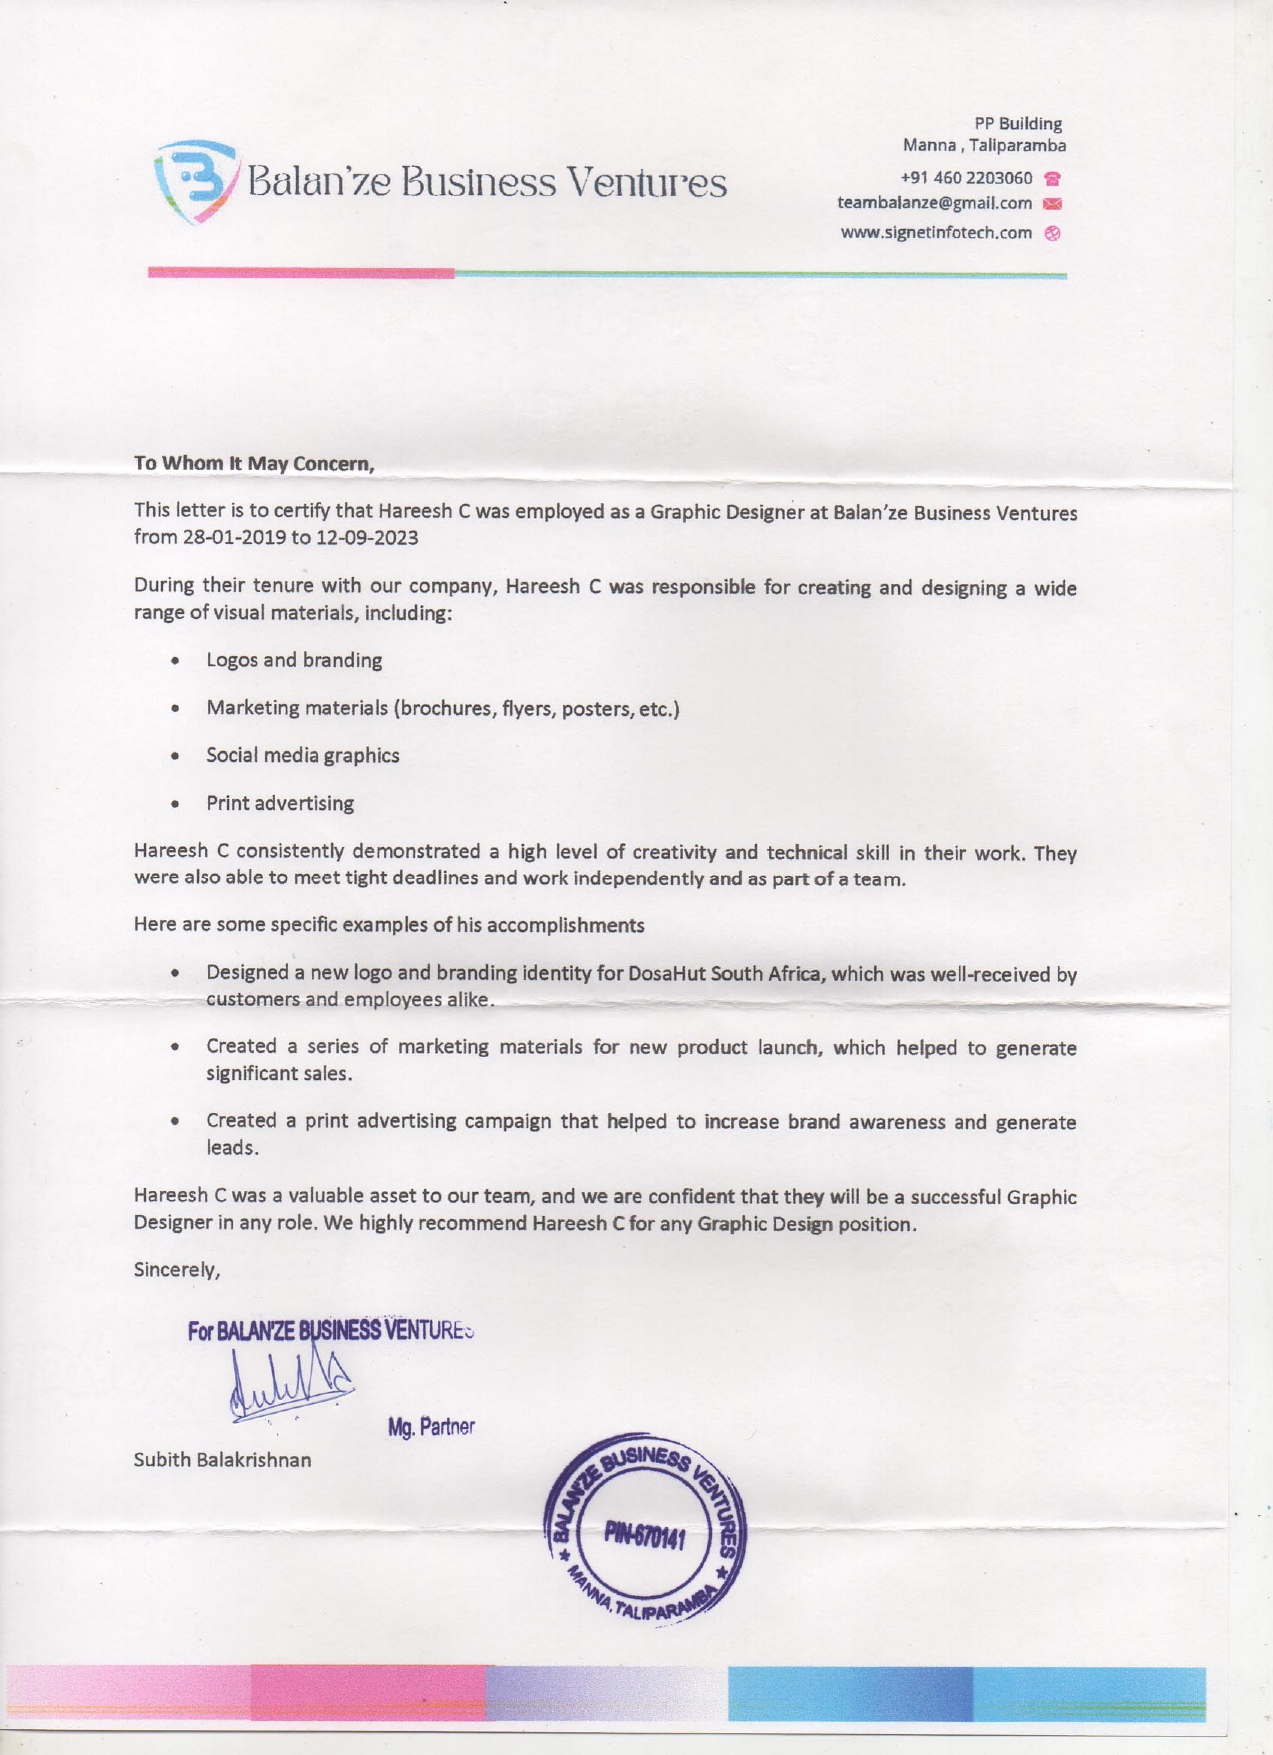 Balan'ze Business Ventures
PP Building
Manna , Taliparamba
+91 460 2203060
teambalanze@gmail.com
www.signetinfotech.com
To Whom It May Concern,
This letter is to certify that Hareesh C was employed as a Graphic Designer at Balan'ze Business Ventures
from 28-01-2019 to 12-09-2023
During their tenure with our company, Hareesh C was responsible for creating and designing a wide
range of visual materials, including:
• Logos and branding
• Marketing materials (brochures, flyers, posters, etc.)
• Social media graphics
• Print advertising
Hareesh C consistently demonstrated a high level of creativity and technical skill in their work. They
were also able to meet tight deadlines and work independently and as part of a team.
Here are some specific examples of his accomplishments
• Designed a new logo and branding identity for DosaHut South Africa, which was well-received by
customers and employees alike.
• Created a series of marketing materials for new product launch, which helped to generate
significant sales.
• Created a print advertising campaign that helped to increase brand awareness and generate
leads.
Hareesh C was a valuable asset to our team, and we are confident that they will be a successful Graphic
Designer in any role. We highly recommend Hareesh C for any Graphic Design position.
Sincerely,
For BALAN'ZE BUSINESS VENTURES
Mg. Partner
Subith Balakrishnan
BALAN'ZE BUSINESS VENTURES
PIN-670141
MANNA, TALIPARAMBA